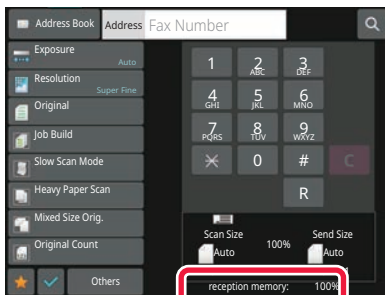 Address Book
Address
Fax Number
Exposure
Auto
Resolution
Super Fine
Original
Job Build
Slow Scan Mode
Heavy Paper Scan
Mixed Size Orig.
Original Count
Others
1
2 ABC
3 DEF
4 GHI
5 JKL
6 MNO
7 PQRS
8 TUV
9 WXYZ
0
#
C
R
Scan Size
Auto
100%
Send Size
Auto
reception memory: 100%